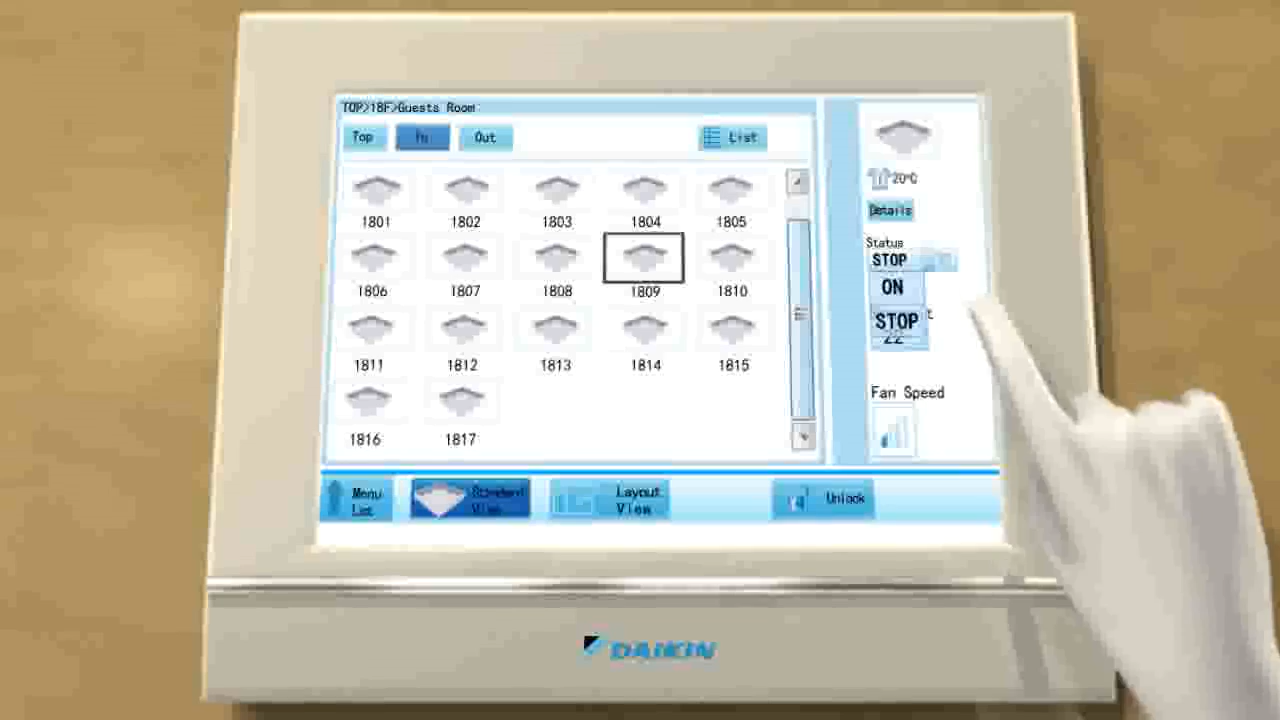 TOP>18F>Guests Room
Top In Out List
1801 1802 1803 1804 1805
1806 1807 1808 1809 1810
1811 1812 1813 1814 1815
1816 1817
20°C
Details
Status
STOP
ON
STOP
22
Fan Speed
Menu List
Standard View
Layout View
Unlock
DAIKIN